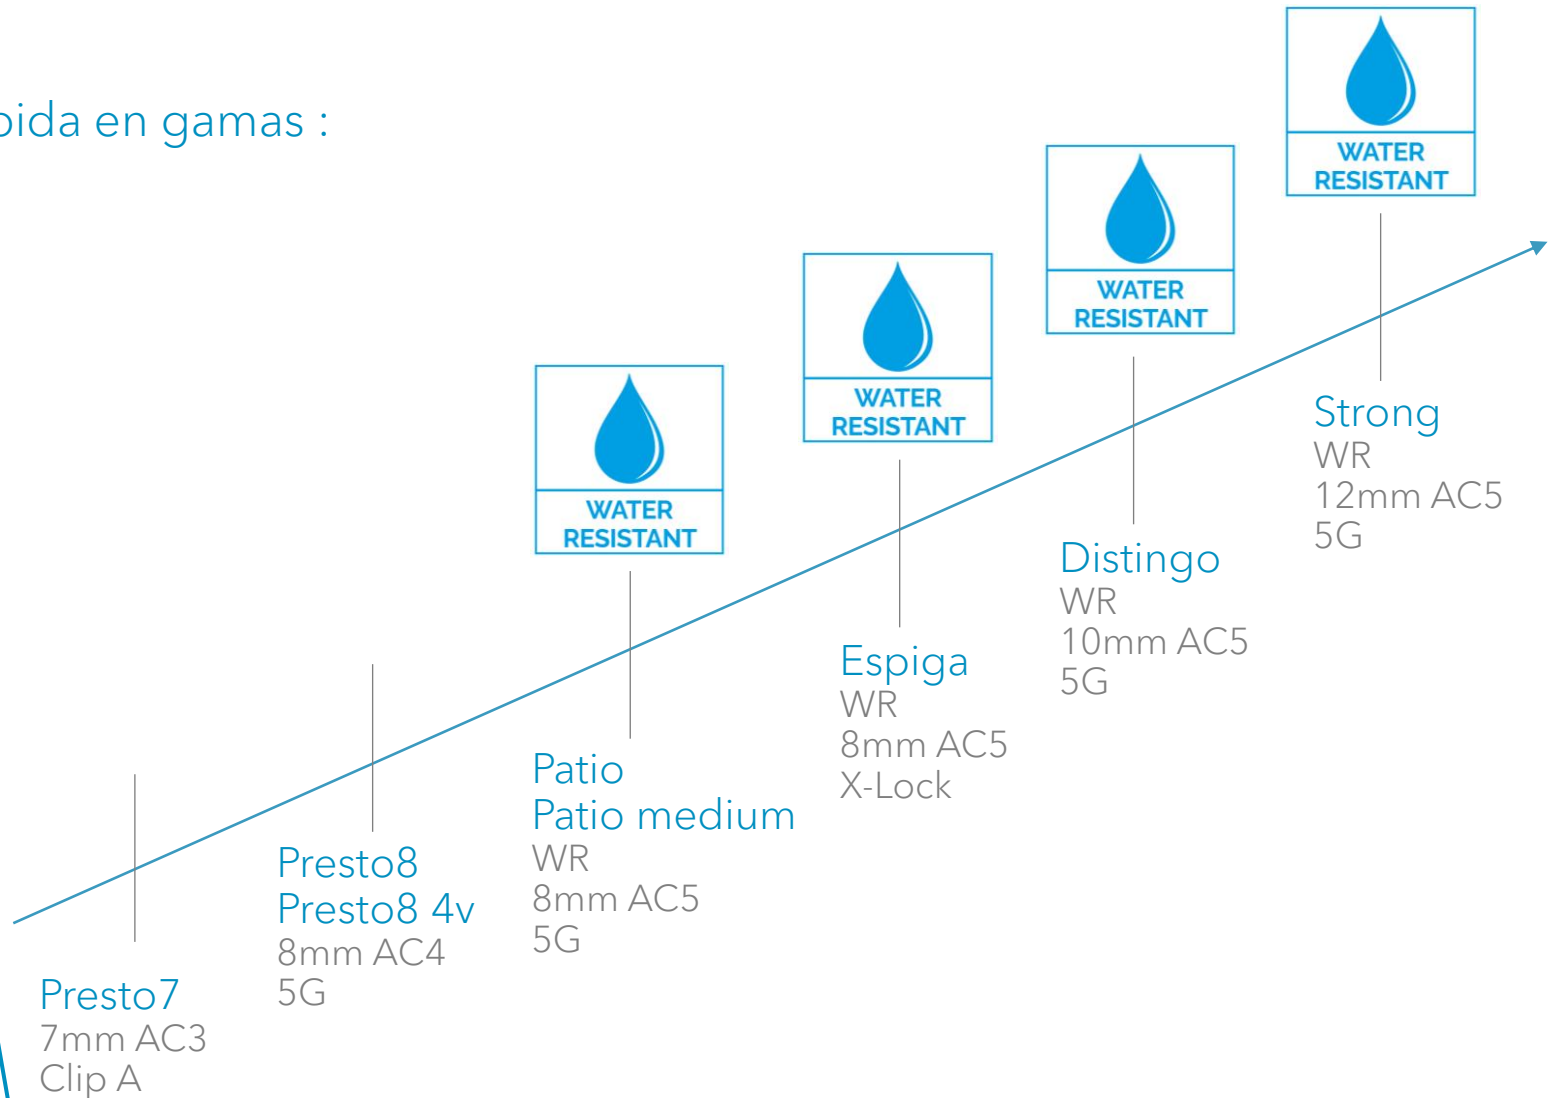 en gamas :
WATER
RESISTANT
WATER
RESISTANT
WATER
RESISTANT
WATER
RESISTANT
Presto7
7mm AC3
Clip A
Presto8
Presto8 4v
8mm AC4
5G
Patio
Patio medium
WR
8mm AC5
5G
Espiga
WR
8mm AC5
X-Lock
Distingo
WR
10mm AC5
5G
Strong
WR
12mm AC5
5G